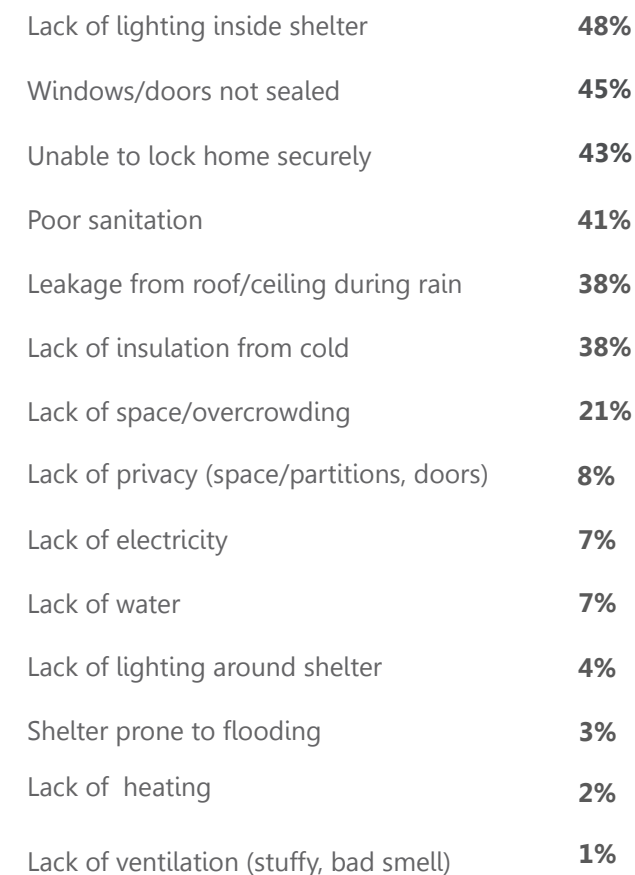 Lack of lighting inside shelter 48%
Windows/doors not sealed 45%
Unable to lock home securely 43%
Poor sanitation 41%
Leakage from roof/ceiling during rain 38%
Lack of insulation from cold 38%
Lack of space/overcrowding 21%
Lack of privacy (space/partitions, doors) 8%
Lack of electricity 7%
Lack of water 7%
Lack of lighting around shelter 4%
Shelter prone to flooding 3%
Lack of  heating 2%
Lack of ventilation (stuffy, bad smell) 1%